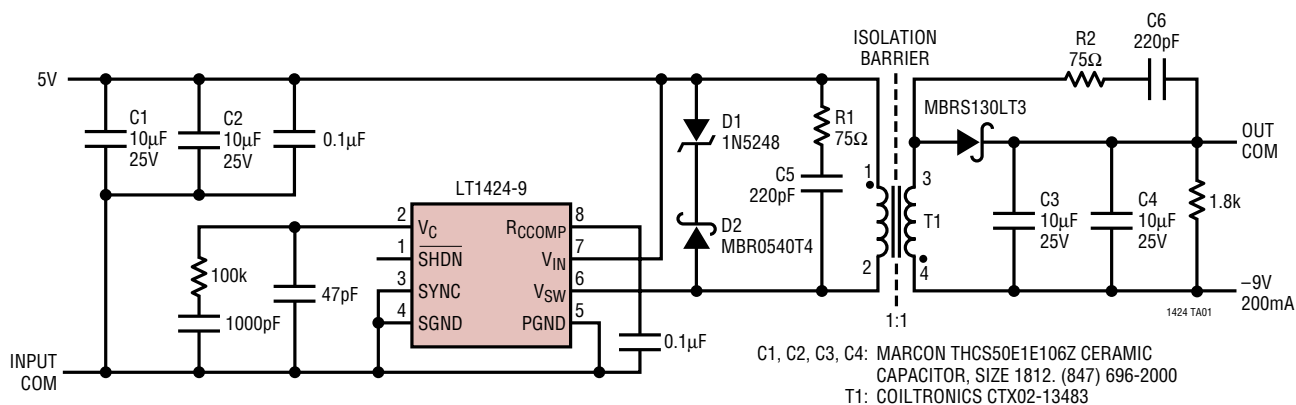 5V
C1
10µF
25V
C2
10µF
25V
0.1µF
LT1424-9
2
VC
1
SHDN
3
SYNC
4
SGND
RCCOMP
8
VIN
7
VSW
6
PGND
5
100k
1000pF
47pF
INPUT
COM
0.1µF
D1
1N5248
D2
MBR0540T4
R1
75Ω
C5
220pF
ISOLATION
BARRIER
1
2
3
T1
4
1:1
MBRS130LT3
R2
75Ω
C6
220pF
C3
10µF
25V
C4
10µF
25V
1.8k
OUT
COM
–9V
200mA
1424 TA01
C1, C2, C3, C4: MARCON THCS50E1E106Z CERAMIC
CAPACITOR, SIZE 1812. (847) 696-2000
T1: COILTRONICS CTX02-13483